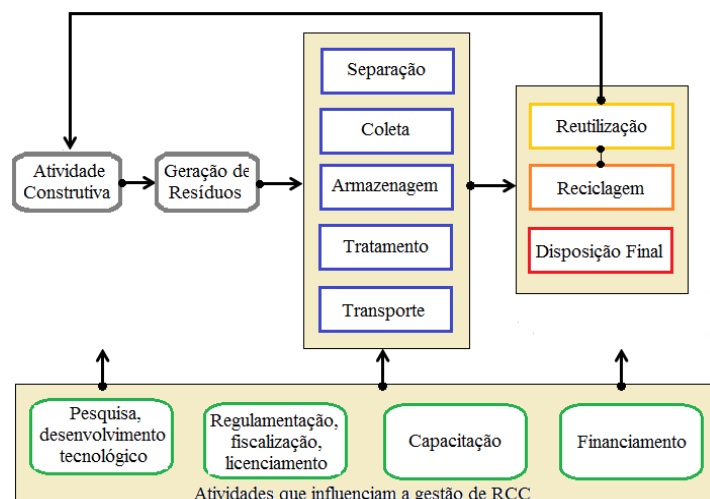 Separação
Coleta
Armazenagem
Tratamento
Transporte
Atividade
Construtiva
Geração de
Resíduos
Reutilização
Reciclagem
Disposição Final
Pesquisa,
desenvolvimento
tecnológico
Regulamentação,
fiscalização,
licenciamento
Capacitação
Financiamento
Atividades que influenciam a gestão de RCC